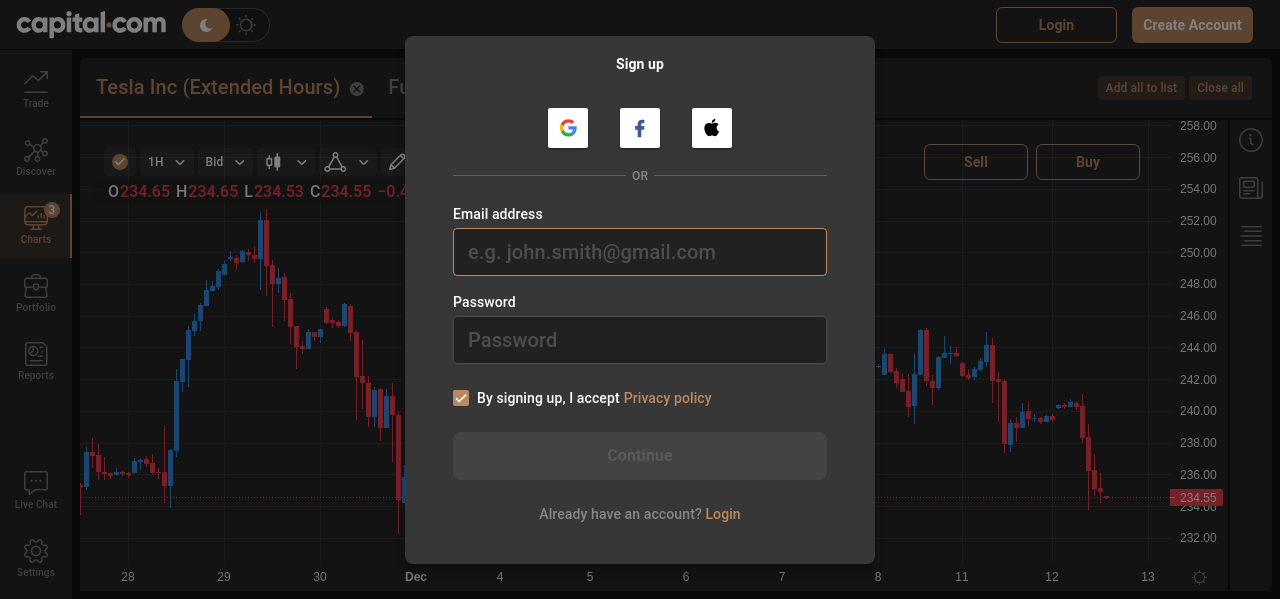 capital.com
Login
Create Account
Sign up
Tesla Inc (Extended Hours)
Fu
Add all to list
Close all
Trade
Discover
3
Charts
Portfolio
Reports
Live Chat
Settings
1H
Bid
Sell
Buy
O234.65 H234.65 L234.53 C234.55 −0.4
OR
Email address
e.g. john.smith@gmail.com
Password
Password
By signing up, I accept Privacy policy
Continue
Already have an account? Login
258.00
256.00
254.00
252.00
250.00
248.00
246.00
244.00
242.00
240.00
238.00
236.00
234.55
234.00
232.00
28 29 30 Dec 4 5 6 7 8 11 12 13